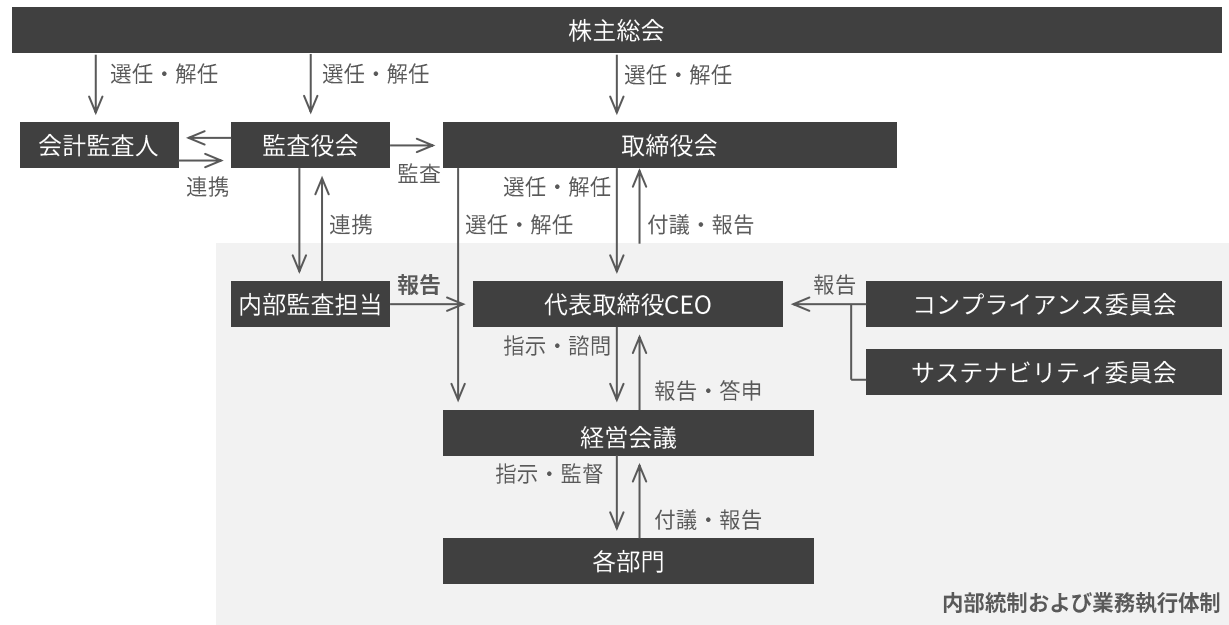 株主総会
選任・解任
選任・解任
選任・解任
会計監査人
監査役会
取締役会
連携
監査
選任・解任
連携
選任・解任
付議・報告
内部監査担当
報告
代表取締役CEO
報告
コンプライアンス委員会
指示・諮問
サステナビリティ委員会
報告・答申
経営会議
指示・監督
付議・報告
各部門
内部統制および業務執行体制